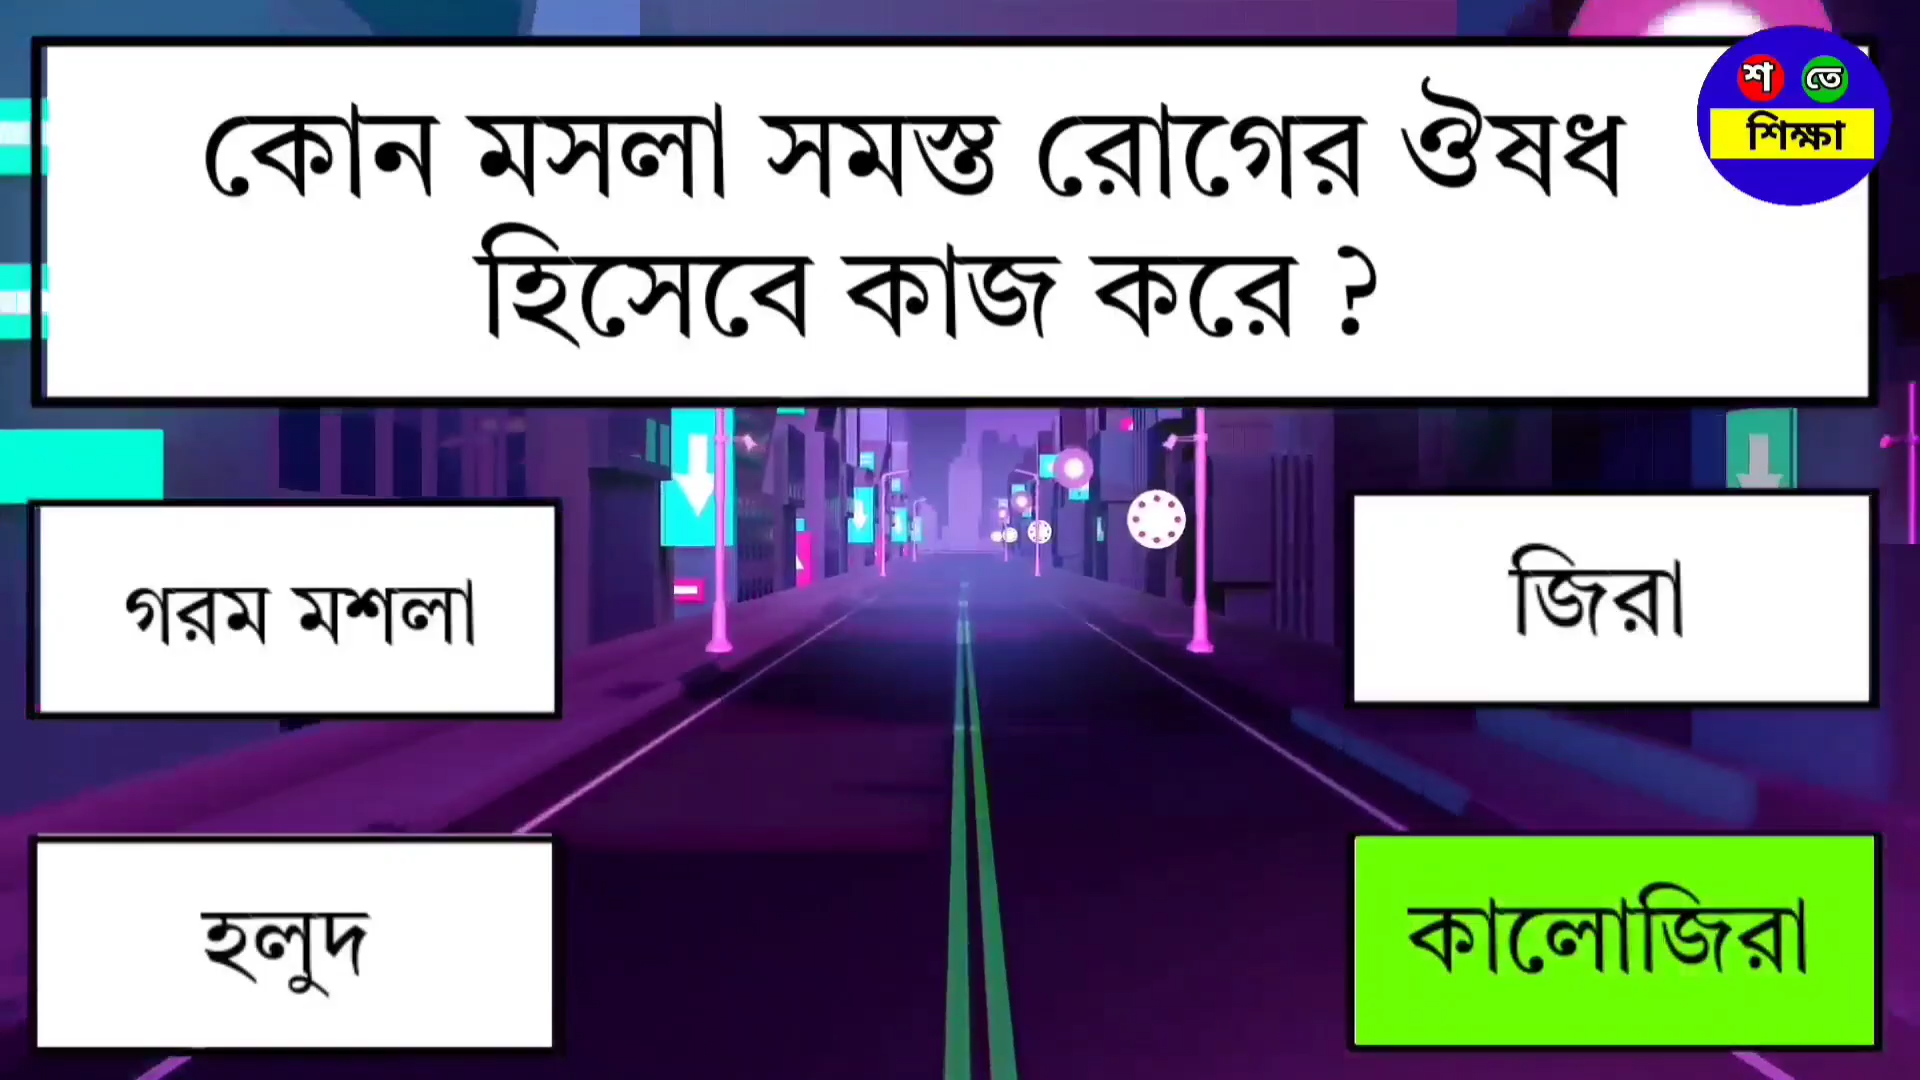 শ তে
শিক্ষা
কোন মসলা সমস্ত রোগের ঔষধ
হিসেবে কাজ করে ?
গরম মশলা
জিরা
হলুদ
কালোজিরা